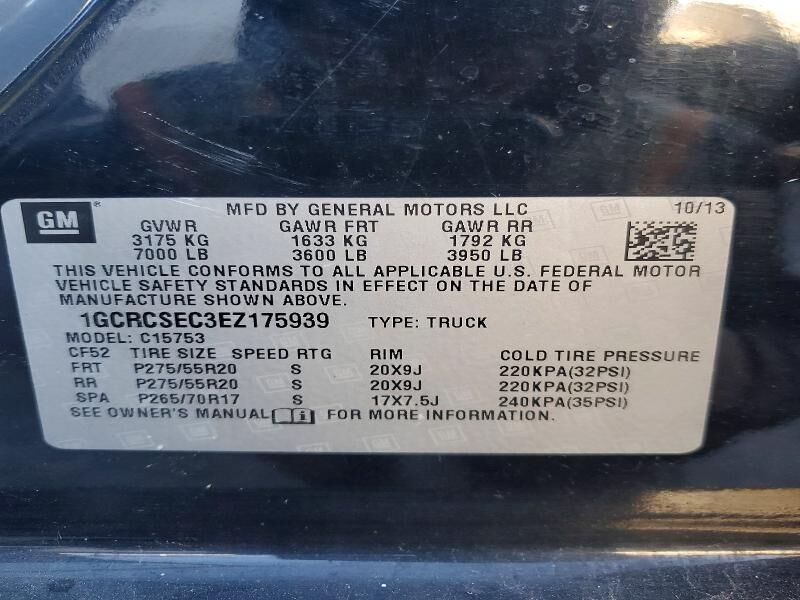 GM ® MFD BY GENERAL MOTORS LLC 10/13
GVWR GAWR FRT GAWR RR
3175 KG 1633 KG 1792 KG
7000 LB 3600 LB 3950 LB
THIS VEHICLE CONFORMS TO ALL APPLICABLE U.S. FEDERAL MOTOR
VEHICLE SAFETY STANDARDS IN EFFECT ON THE DATE OF
MANUFACTURE SHOWN ABOVE.
1GCRCSEC3EZ175939 TYPE: TRUCK
MODEL: C15753
CF52 TIRE SIZE SPEED RTG RIM COLD TIRE PRESSURE
FRT P275/55R20 S 20X9J 220KPA(32PSI)
RR P275/55R20 S 20X9J 220KPA(32PSI)
SPA P265/70R17 S 17X7.5J 240KPA(35PSI)
SEE OWNER'S MANUAL FOR MORE INFORMATION.